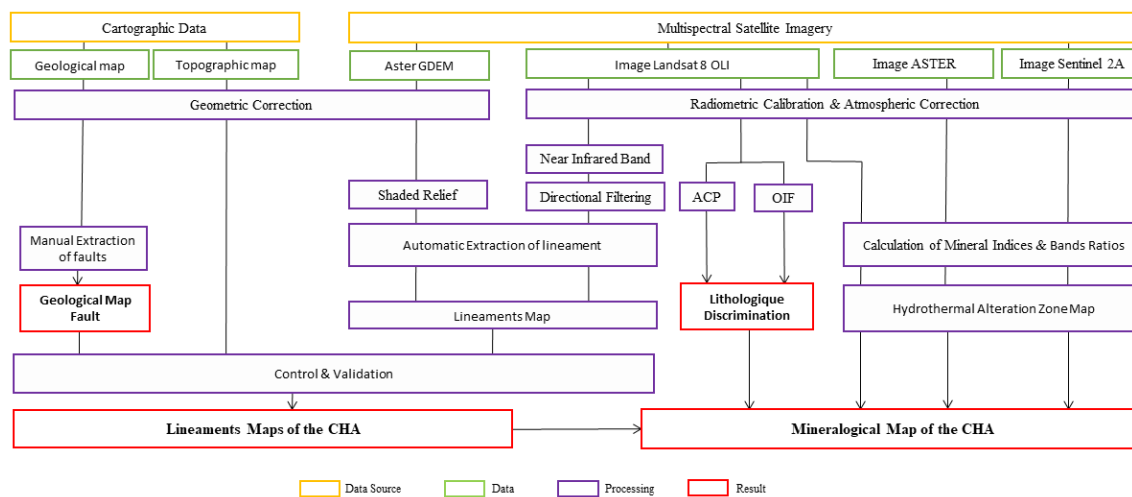 Cartographic Data
Multispectral Satellite Imagery
Geological map
Topographic map
Aster GDEM
Image Landsat 8 OLI
Image ASTER
Image Sentinel 2A
Geometric Correction
Radiometric Calibration & Atmospheric Correction
Near Infrared Band
Shaded Relief
Directional Filtering
ACP
OIF
Manual Extraction
of faults
Automatic Extraction of lineament
Calculation of Mineral Indices & Bands Ratios
Geological Map
Fault
Lineaments Map
Lithologique
Discrimination
Hydrothermal Alteration Zone Map
Control & Validation
Lineaments Maps of the CHA
Mineralogical Map of the CHA
Data Source
Data
Processing
Result